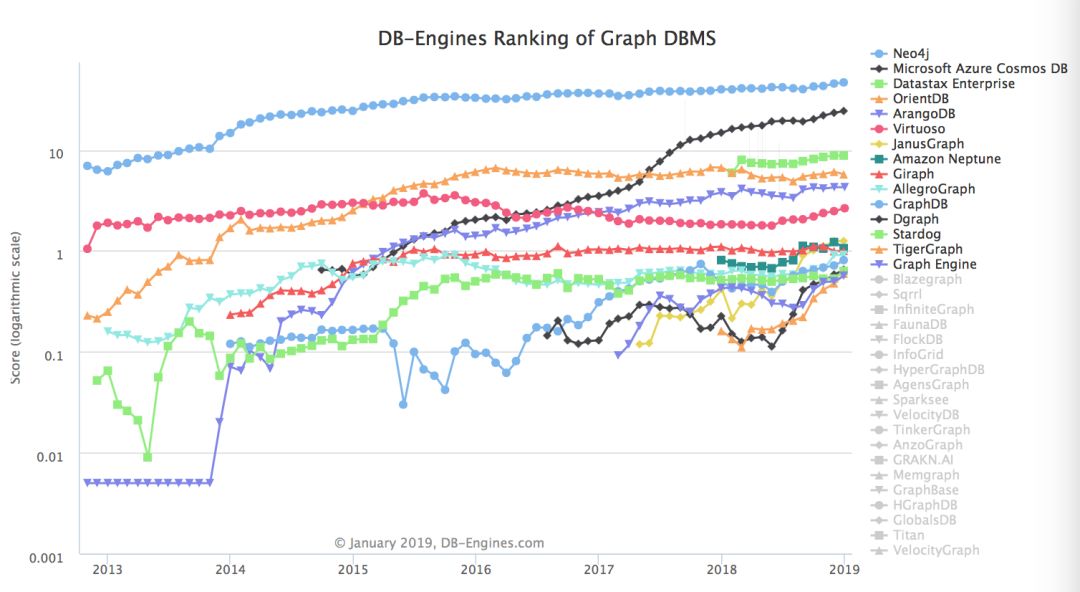 DB-Engines Ranking of Graph DBMS
Score (logarithmic scale)
10
1
0.1
0.01
0.001
2013 2014 2015 2016 2017 2018 2019
© January 2019, DB-Engines.com
Neo4j
Microsoft Azure Cosmos DB
Datastax Enterprise
OrientDB
ArangoDB
Virtuoso
JanusGraph
Amazon Neptune
Giraph
AllegroGraph
GraphDB
Dgraph
Stardog
TigerGraph
Graph Engine
Blazegraph
Sqrrl
InfiniteGraph
FaunaDB
FlockDB
InfoGrid
HyperGraphDB
AgensGraph
Sparksee
VelocityDB
TinkerGraph
AnzoGraph
GRAKN.AI
Memgraph
GraphBase
HGraphDB
GlobalsDB
Titan
VelocityGraph